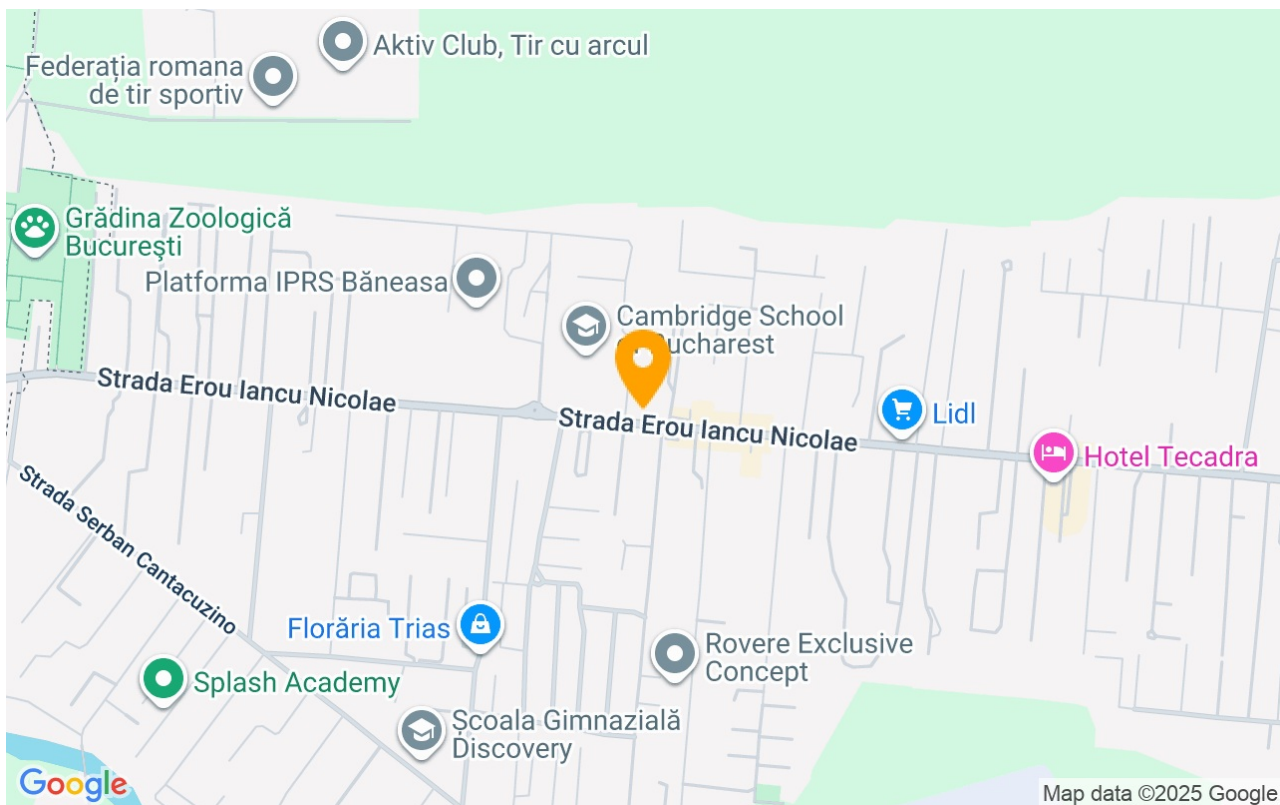 Aktiv Club, Tir cu arcul
Federația romana
de tir sportiv
Grădina Zoologică
București
Platforma IPRS Băneasa
Cambridge School
Bucharest
Strada Erou Iancu Nicolae
Strada Erou Iancu Nicolae
Lidl
Hotel Tecadra
Strada Serban Cantacuzino
Florăria Trias
Rovere Exclusive
Concept
Splash Academy
Școala Gimnazială
Discovery
Google
Map data ©2025 Google